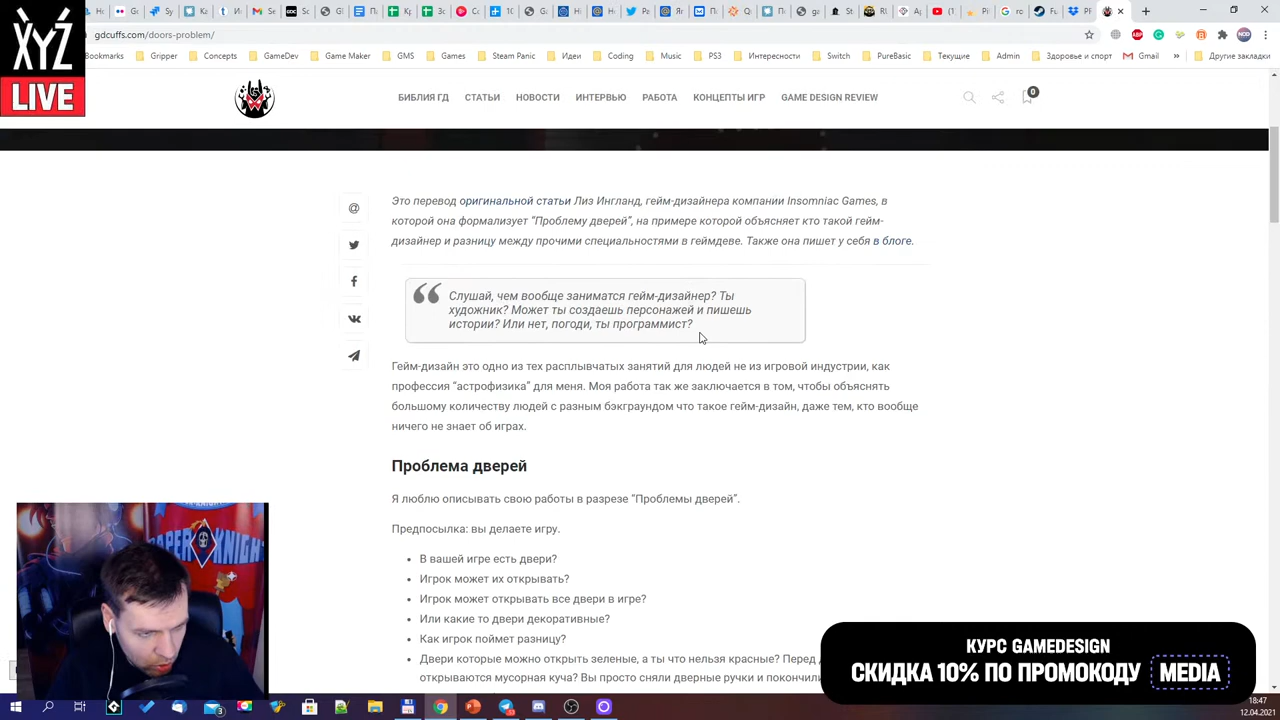 XYZ
LIVE
gdcuffs.com/doors-problem/
Bookmarks
Gripper
Concepts
GameDev
Game Maker
GMS
Games
Steam Panic
Идеи
Coding
Music
PS3
Интересности
Switch
PureBasic
Текущие
Admin
Здоровье и спорт
Gmail
»
Другие закладки
БИБЛИЯ ГД
СТАТЬИ
НОВОСТИ
ИНТЕРВЬЮ
РАБОТА
КОНЦЕПТЫ ИГР
GAME DESIGN REVIEW
0
Это перевод оригинальной статьи Лиз Ингланд, гейм-дизайнера компании Insomniac Games, в
которой она формализует “Проблему дверей”, на примере которой объясняет кто такой гейм-
дизайнер и разницу между прочими специальностями в геймдеве. Также она пишет у себя в блоге.
Слушай, чем вообще заниматся гейм-дизайнер? Ты
художник? Может ты создаешь персонажей и пишешь
истории? Или нет, погоди, ты программист?
Гейм-дизайн это одно из тех расплывчатых занятий для людей не из игровой индустрии, как
профессия “астрофизика” для меня. Моя работа так же заключается в том, чтобы объяснять
большому количеству людей с разным бэкграундом что такое гейм-дизайн, даже тем, кто вообще
ничего не знает об играх.
Проблема дверей
Я люблю описывать свою работы в разрезе “Проблемы дверей”.
Предпосылка: вы делаете игру.
В вашей игре есть двери?
Игрок может их открывать?
Игрок может открывать все двери в игре?
Или какие то двери декоративные?
Как игрок поймет разницу?
Двери которые можно открыть зеленые, а ты что нельзя красные? Перед
открываются мусорная куча? Вы просто сняли дверные ручки и покончили
КУРС GAMEDESIGN
СКИДКА 10% ПО ПРОМОКОДУ MEDIA
18:47
12.04.2021